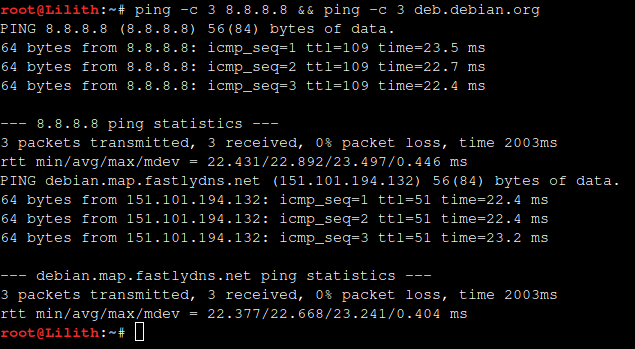 root@Lilith:~# ping -c 3 8.8.8.8 && ping -c 3 deb.debian.org
PING 8.8.8.8 (8.8.8.8) 56(84) bytes of data.
64 bytes from 8.8.8.8: icmp_seq=1 ttl=109 time=23.5 ms
64 bytes from 8.8.8.8: icmp_seq=2 ttl=109 time=22.7 ms
64 bytes from 8.8.8.8: icmp_seq=3 ttl=109 time=22.4 ms

--- 8.8.8.8 ping statistics ---
3 packets transmitted, 3 received, 0% packet loss, time 2003ms
rtt min/avg/max/mdev = 22.431/22.892/23.497/0.446 ms
PING debian.map.fastlydns.net (151.101.194.132) 56(84) bytes of data.
64 bytes from 151.101.194.132: icmp_seq=1 ttl=51 time=22.4 ms
64 bytes from 151.101.194.132: icmp_seq=2 ttl=51 time=22.4 ms
64 bytes from 151.101.194.132: icmp_seq=3 ttl=51 time=23.2 ms

--- debian.map.fastlydns.net ping statistics ---
3 packets transmitted, 3 received, 0% packet loss, time 2003ms
rtt min/avg/max/mdev = 22.377/22.668/23.241/0.404 ms
root@Lilith:~#